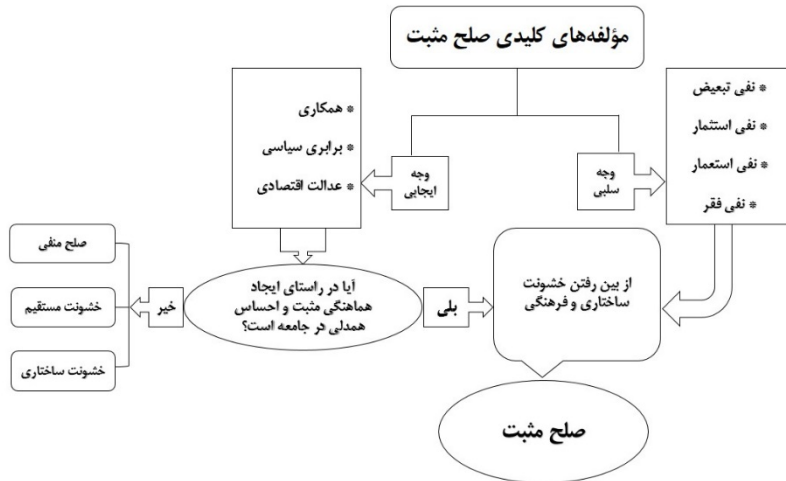 مؤلفه‌های کلیدی صلح مثبت
* نفی تبعیض
* نفی استثمار
* نفی استعمار
* نفی فقر
وجه
سلبی
وجه
ایجابی
* همکاری
* برابری سیاسی
* عدالت اقتصادی
از بین رفتن خشونت
ساختاری و فرهنگی
بلی
آیا در راستای ایجاد
هماهنگی مثبت و احساس
همدلی در جامعه است؟
خیر
صلح منفی
خشونت مستقیم
خشونت ساختاری
صلح مثبت